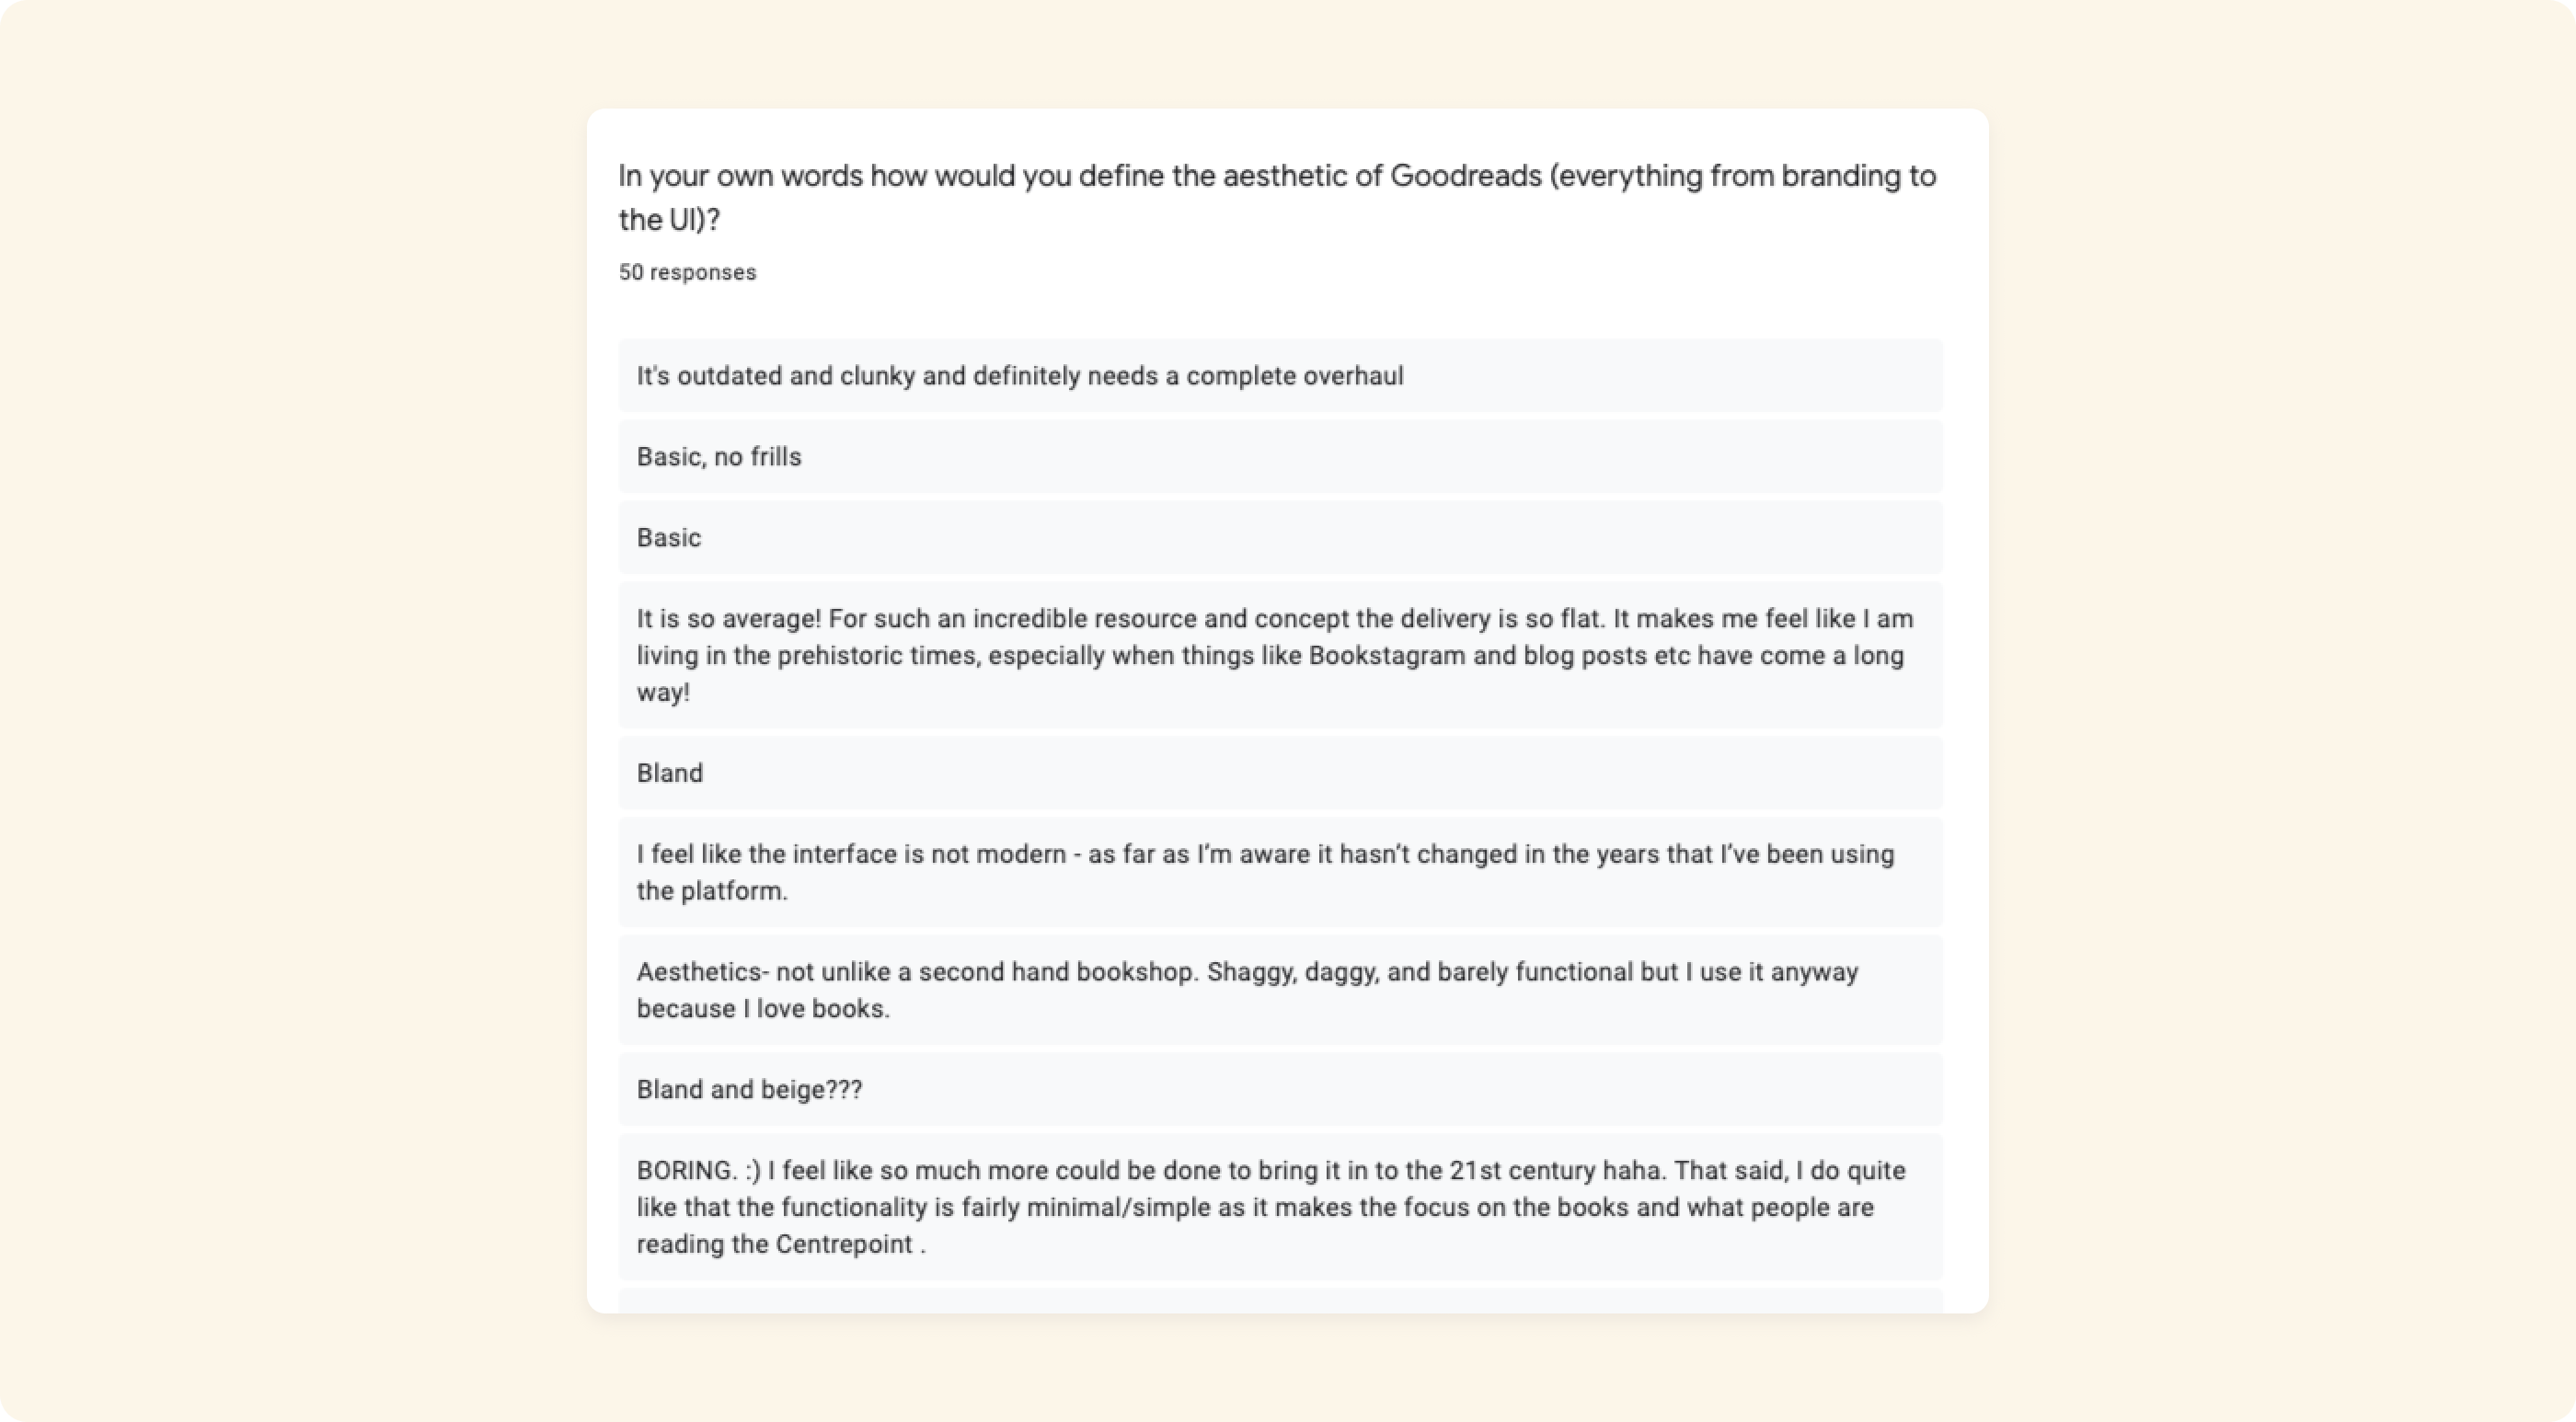 In your own words how would you define the aesthetic of Goodreads (everything from branding to
the UI)?
50 responses
It's outdated and clunky and definitely needs a complete overhaul
Basic, no frills
Basic
It is so average! For such an incredible resource and concept the delivery is so flat. It makes me feel like I am
living in the prehistoric times, especially when things like Bookstagram and blog posts etc have come a long
way!
Bland
I feel like the interface is not modern - as far as I’m aware it hasn’t changed in the years that I’ve been using
the platform.
Aesthetics- not unlike a second hand bookshop. Shaggy, daggy, and barely functional but I use it anyway
because I love books.
Bland and beige???
BORING. :) I feel like so much more could be done to bring it in to the 21st century haha. That said, I do quite
like that the functionality is fairly minimal/simple as it makes the focus on the books and what people are
reading the Centrepoint .